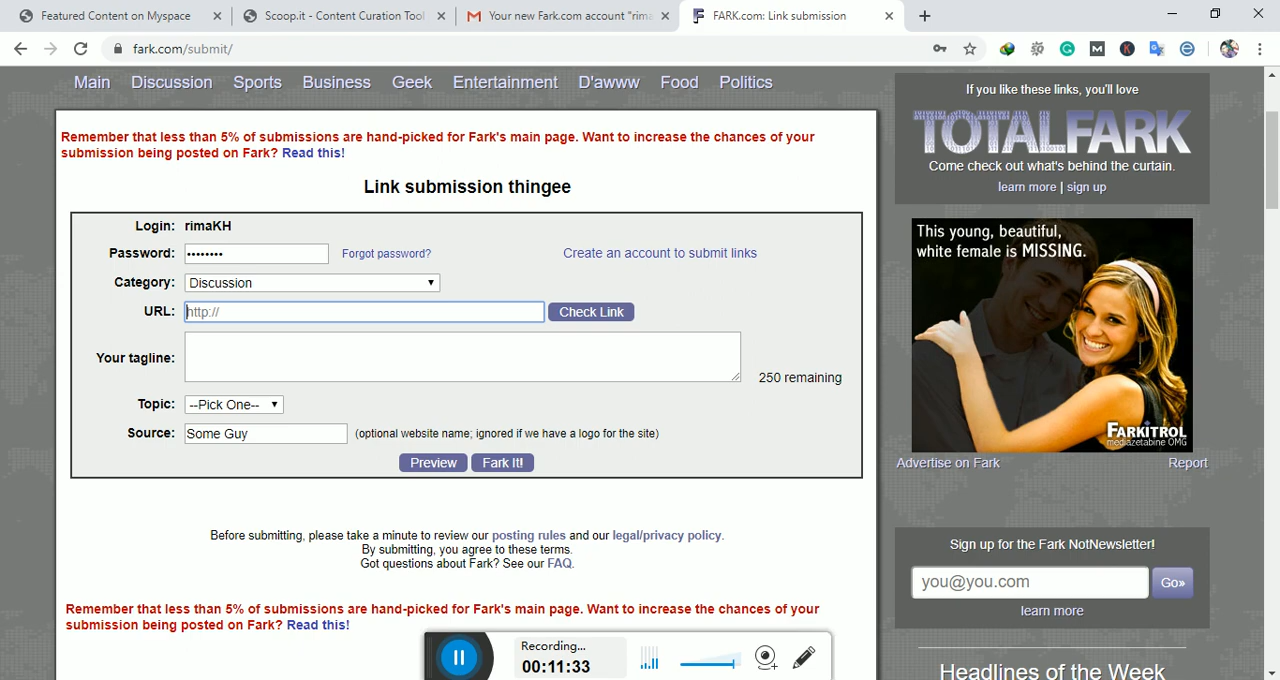 Featured Content on Myspace
Scoop.it - Content Curation Tool
Your new Fark.com account "rima
FARK.com: Link submission
fark.com/submit/
Main Discussion Sports Business Geek Entertainment D'awww Food Politics
Remember that less than 5% of submissions are hand-picked for Fark's main page. Want to increase the chances of your
submission being posted on Fark? Read this!
Link submission thingee
Login: rimaKH
Password: •••••••• Forgot password? Create an account to submit links
Category: Discussion
URL: http:// Check Link
Your tagline:
250 remaining
Topic: --Pick One--
Source: Some Guy (optional website name; ignored if we have a logo for the site)
Preview Fark It!
Before submitting, please take a minute to review our posting rules and our legal/privacy policy.
By submitting, you agree to these terms.
Got questions about Fark? See our FAQ.
Remember that less than 5% of submissions are hand-picked for Fark's main page. Want to increase the chances of your
submission being posted on Fark? Read this!
If you like these links, you'll love
TOTALFARK
Come check out what's behind the curtain.
learn more | sign up
This young, beautiful,
white female is MISSING.
FARKITROL
mediazetabine OMG
Advertise on Fark Report
Sign up for the Fark NotNewsletter!
you@you.com Go»
learn more
Headlines of the Week
Recording...
00:11:33